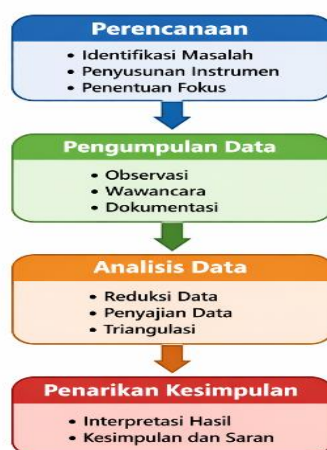 Perencanaan
• Identifikasi Masalah
• Penyusunan Instrumen
• Penentuan Fokus
Pengumpulan Data
• Observasi
• Wawancara
• Dokumentasi
Analisis Data
• Reduksi Data
• Penyajian Data
• Triangulasi
Penarikan Kesimpulan
• Interpretasi Hasil
• Kesimpulan dan Saran